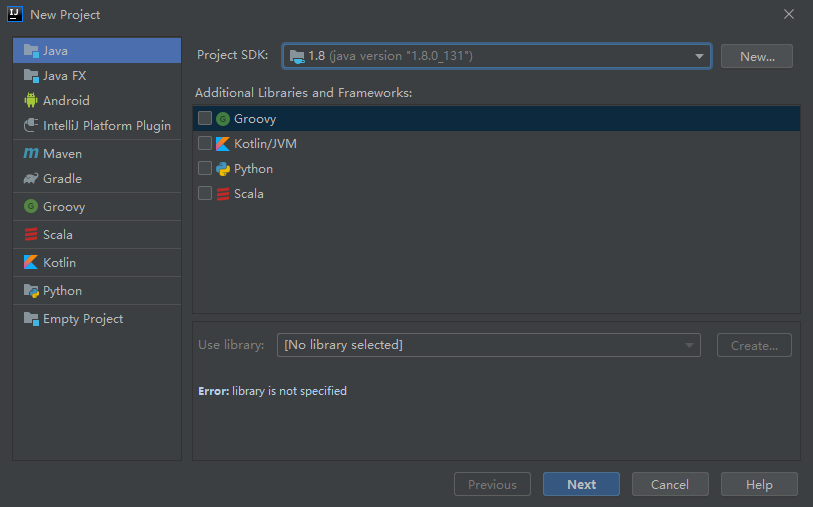 New Project
Java
Java FX
Android
IntelliJ Platform Plugin
Maven
Gradle
Groovy
Scala
Kotlin
Python
Empty Project
Project SDK: 1.8 (java version "1.8.0_131") New...
Additional Libraries and Frameworks:
Groovy
Kotlin/JVM
Python
Scala
Use library: [No library selected] Create...
Error: library is not specified
Previous Next Cancel Help